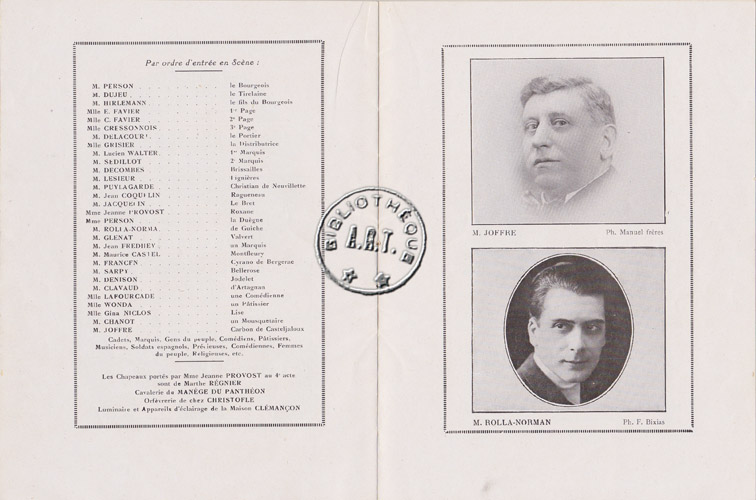 Par ordre d'entrée en Scène :
M. PERSON . . . . . . le Bourgeois
M. DUJEU . . . . . . le Tirelaine
M. HIRLEMANN . . . . . . le fils du Bourgeois
Mlle E. FAVIER . . . . . . 1er Page
Mlle C. FAVIER . . . . . . 2e Page
Mlle CRESSONNOIS . . . . . . 3e Page
M. DELACOURT . . . . . . le Portier
Mlle GRISIER . . . . . . la Distributrice
M. Lucien WALTER . . . . . . 1er Marquis
M. SEDILLOT . . . . . . 2e Marquis
M. DECOMBES . . . . . . Brissailles
M. LESIEUR . . . . . . Lignières
M. PUYLAGARDE . . . . . . Christian de Neuvillette
M. Jean COQUELIN . . . . . . Ragueneau
M. JACQUELIN . . . . . . Le Bret
Mme Jeanne PROVOST . . . . . . Roxane
Mme PERSON . . . . . . la Duègne
M. ROLLA-NORMAN . . . . . . de Guiche
M. GLENAT . . . . . . Valvert
M. Jean FREDHEY . . . . . . un Marquis
M. Maurice CASTEL . . . . . . Montfleury
M. FRANCEN . . . . . . Cyrano de Bergerac
M. SARPY . . . . . . Bellerose
M. DENISON . . . . . . Jodelet
M. CLAVAUD . . . . . . d'Artagnan
Mlle LAFOURCADE . . . . . . une Comédienne
Mlle WONDA . . . . . . un Pâtissier
Mlle Gina NICLOS . . . . . . Lise
M. CHANOT . . . . . . un Mousquetaire
M. JOFFRE . . . . . . Carbon de Casteljaloux
Cadets, Marquis, Gens du peuple, Comédiens, Pâtissiers,
Musiciens, Soldats espagnols, Précieuses, Comédiennes, Femmes
du peuple, Religieuses, etc.
Les Chapeaux portés par Mme Jeanne PROVOST au 4e acte
sont de Marthe RÉGNIER
Cavalerie du MANÈGE DU PANTHÉON
Orfèvrerie de chez CHRISTOFLE
Luminaire et Appareils d'éclairage de la Maison CLÉMANÇON
BIBLIOTHÉQUE
A.R.T.
M. JOFFRE Ph. Manuel frères
M. ROLLA-NORMAN Ph. F. Bixias